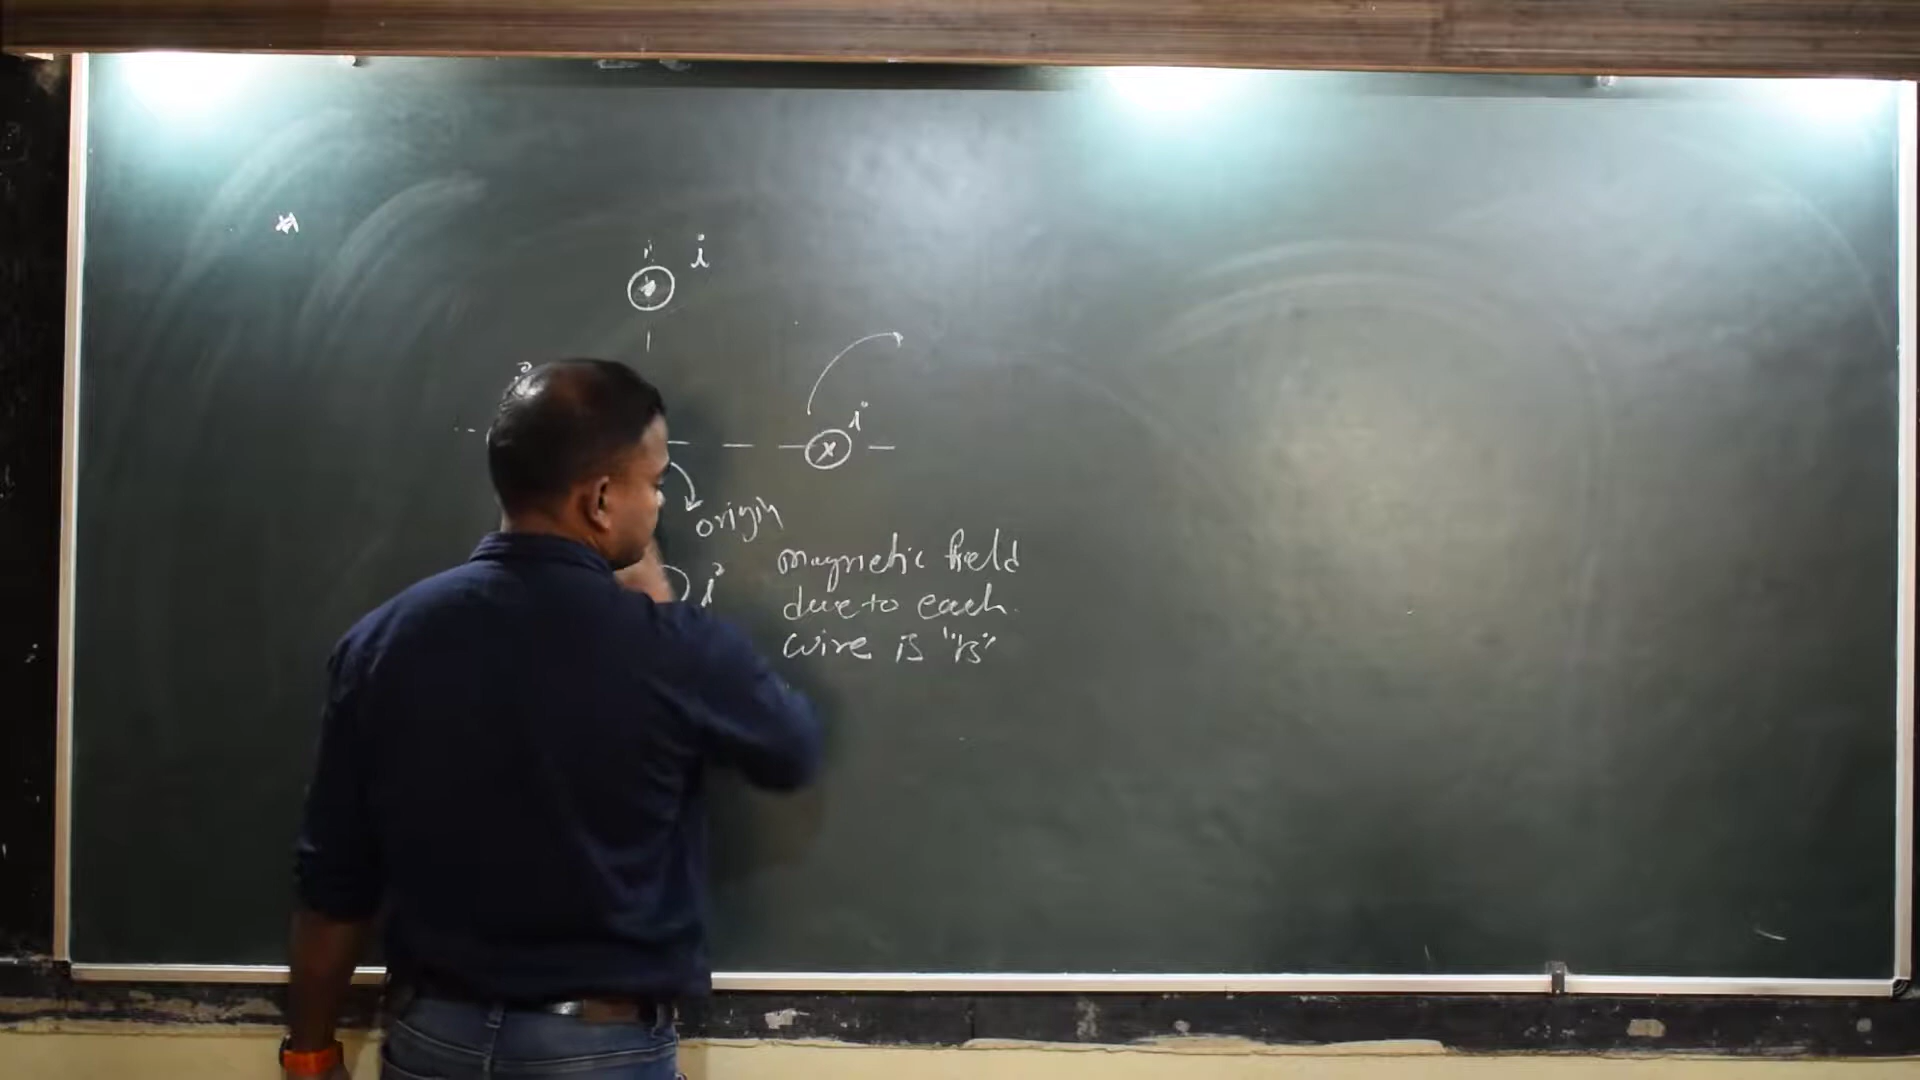 i
i
origin
i
magnetic field
due to each
wire is "B"